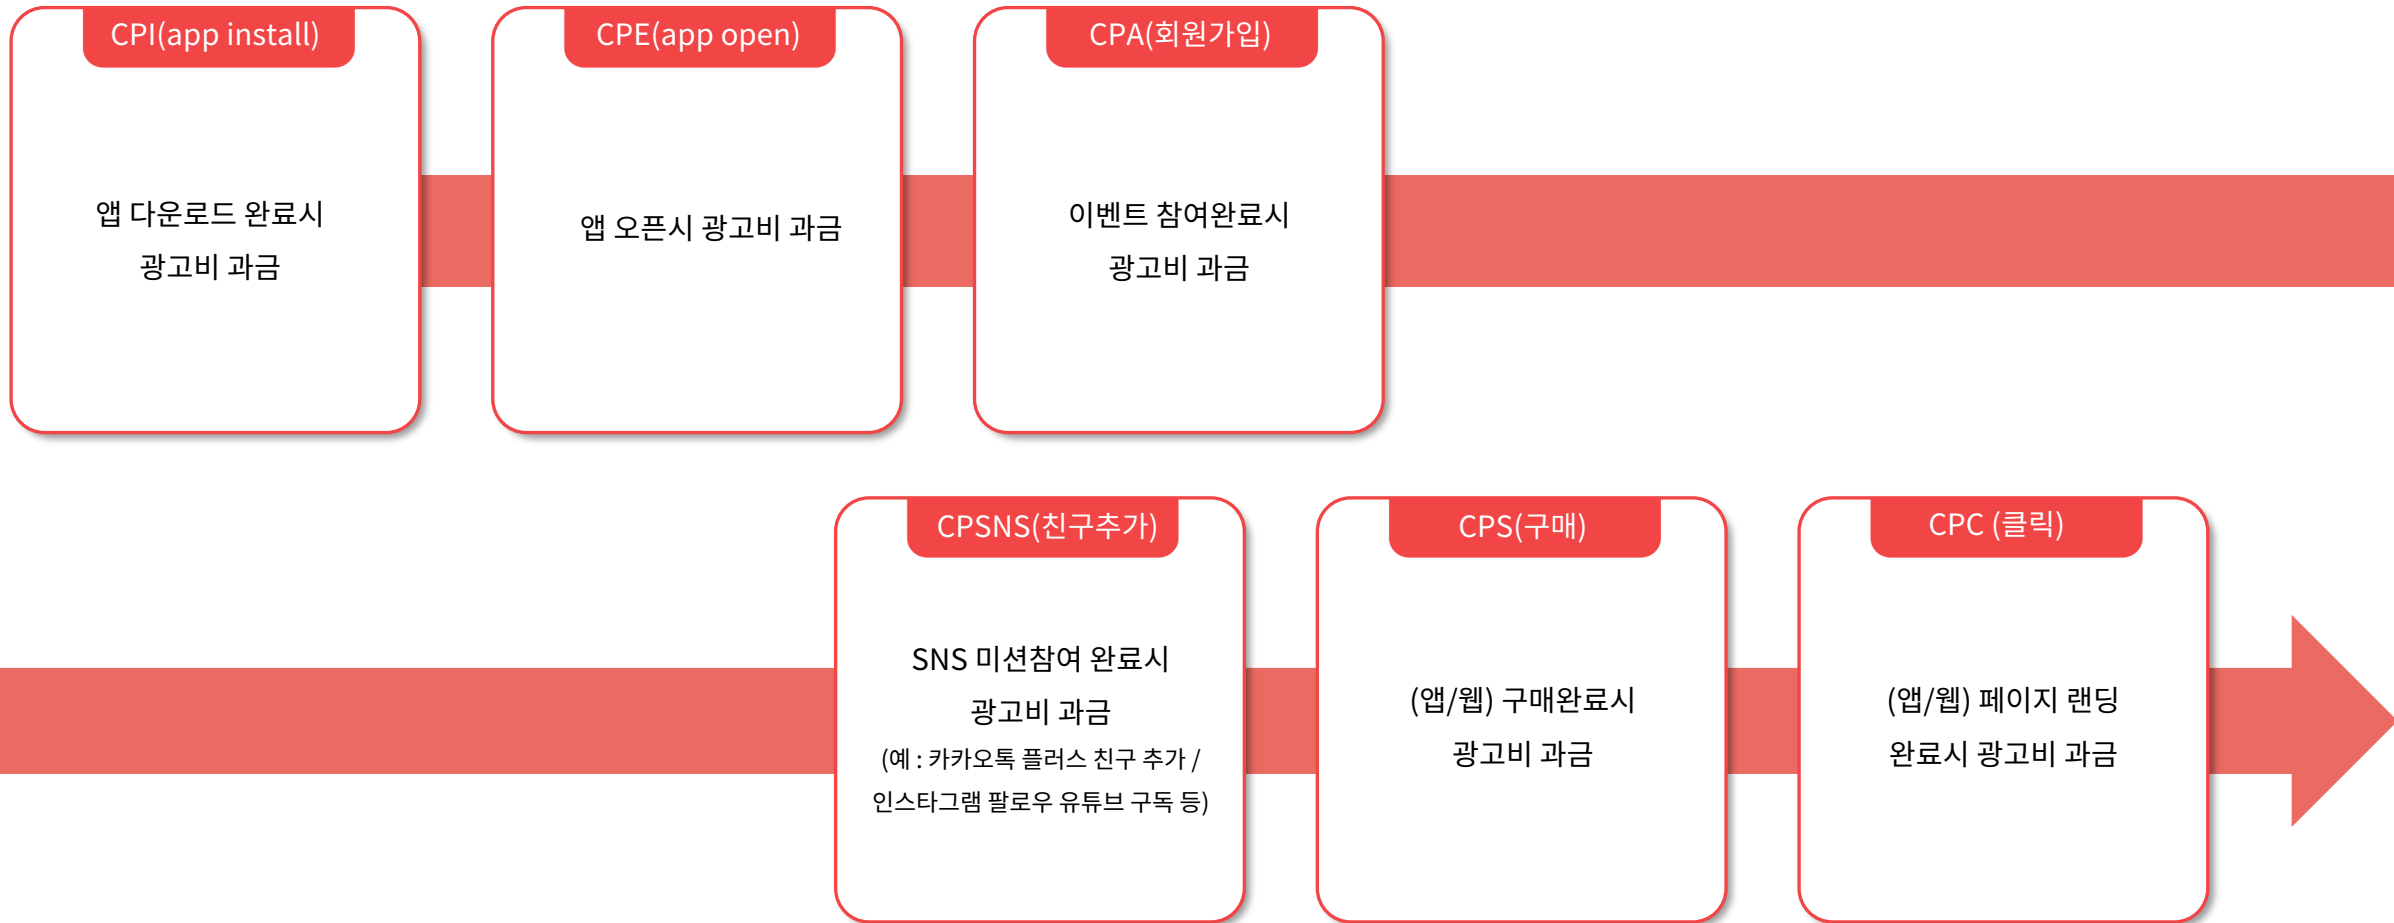 CPI(app install)
앱 다운로드 완료시
광고비 과금
CPE(app open)
앱 오픈시 광고비 과금
CPA(회원가입)
이벤트 참여완료시
광고비 과금
CPSNS(친구추가)
SNS 미션참여 완료시
광고비 과금
(예 : 카카오톡 플러스 친구 추가 /
인스타그램 팔로우 유튜브 구독 등)
CPS(구매)
(앱/웹) 구매완료시
광고비 과금
CPC (클릭)
(앱/웹) 페이지 랜딩
완료시 광고비 과금